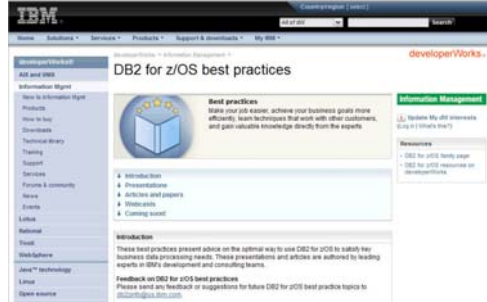 IBM
Country/region [select]
All of dW
Search
Home
Solutions
Services
Products
Support & downloads
My IBM
developerWorks > Information Management >
developerWorks
DB2 for z/OS best practices
developerWorks
AIX and UNIX
Information Mgmt
New to Information Mgmt
Products
How to buy
Downloads
Technical library
Training
Support
Services
Forums & community
News
Events
Lotus
Rational
Tivoli
WebSphere
Java™ technology
Linux
Open source
Best practices
Make your job easier, achieve your business goals more
efficiently, learn techniques that work with other customers,
and gain valuable knowledge directly from the experts
Introduction
Presentations
Articles and papers
Webcasts
Coming soon!
Introduction
These best practices present advice on the optimal way to use DB2 for z/OS to satisfy key
business data processing needs. These presentations and articles are authored by leading
experts in IBM's development and consulting teams.
Feedback on DB2 for z/OS best practices
Please send any feedback or suggestions for future DB2 for z/OS best practice topics to
db2zinfo@us.ibm.com.
Information Management
Update My dW interests
(Log in | What's this?)
Resources
DB2 for z/OS family page
DB2 for z/OS resources on
developerWorks